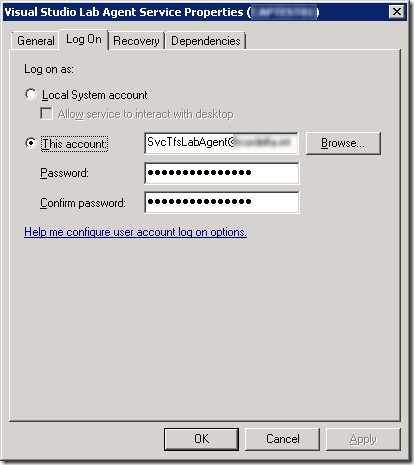 Visual Studio Lab Agent Service Properties (
General Log On Recovery Dependencies
Log on as:
Local System account
Allow service to interact with desktop
This account: SvcTfsLabAgent@ Browse...
Password: ●●●●●●●●●●●●●●●
Confirm password: ●●●●●●●●●●●●●●●
Help me configure user account log on options.
OK Cancel Apply